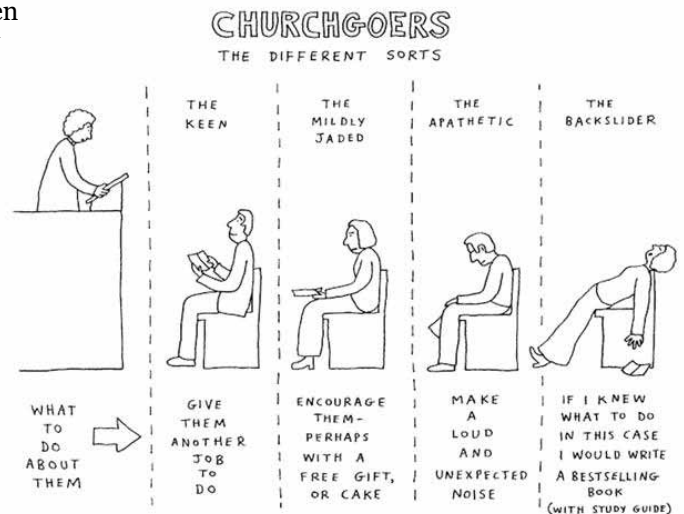 en
CHURCHGOERS
THE DIFFERENT SORTS
THE
KEEN
THE
MILDLY
JADED
THE
APATHETIC
THE
BACKSLIDER
WHAT
TO
DO
ABOUT
THEM
GIVE
THEM
ANOTHER
JOB
TO
DO
ENCOURAGE
THEM-
PERHAPS
WITH A
FREE GIFT,
OR CAKE
MAKE
A
LOUD
AND
UNEXPECTED
NOISE
IF I KNEW
WHAT TO DO
IN THIS CASE
I WOULD WRITE
A BESTSELLING
BOOK
(WITH STUDY GUIDE)